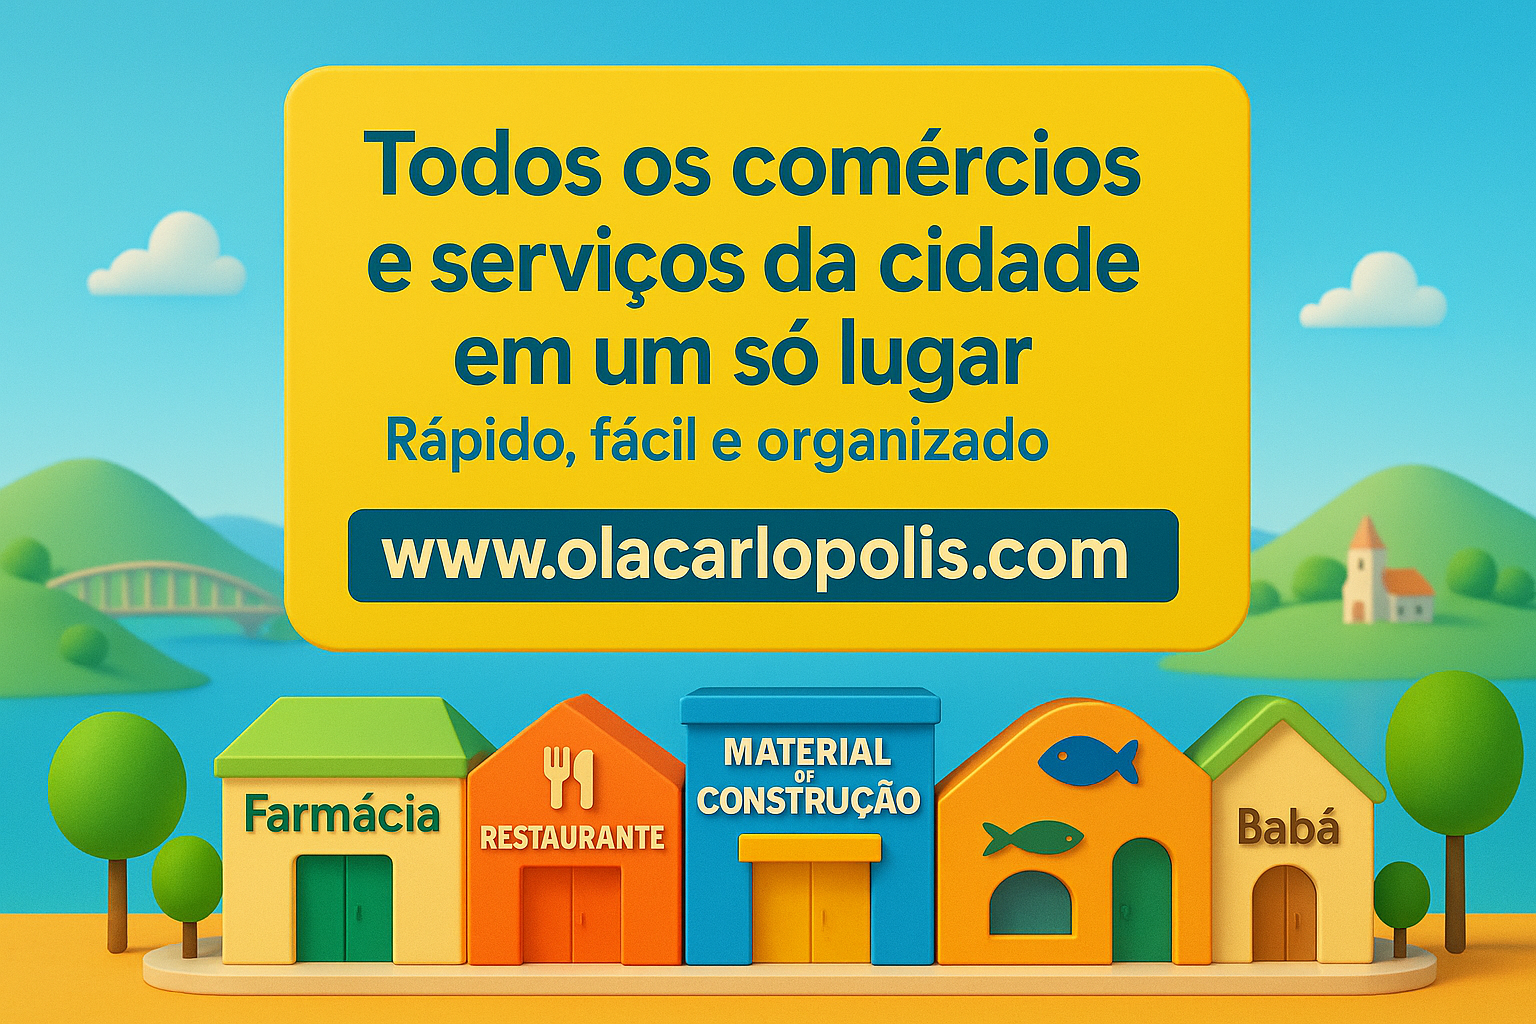 Todos os comércios
e serviços da cidade
em um só lugar
Rápido, fácil e organizado
www.olacarlopolis.com
Farmácia
RESTAURANTE
MATERIAL
OF
CONSTRUÇÃO
Babá